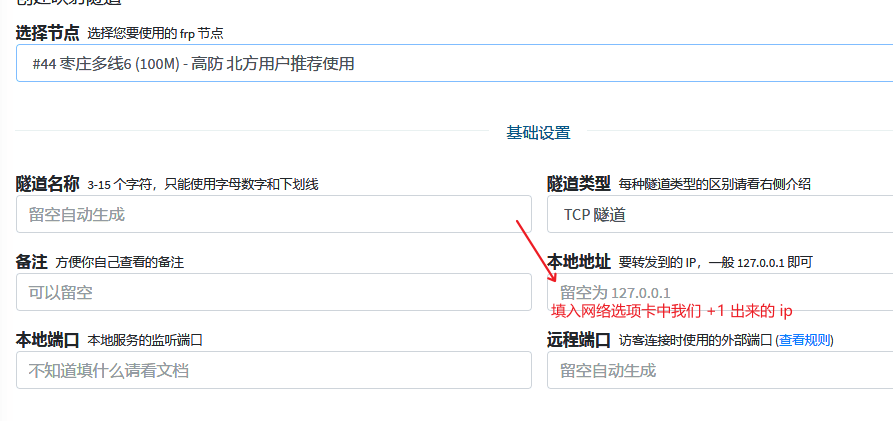 创建映射隧道
选择节点 选择您要使用的 frp 节点
#44 枣庄多线6 (100M) - 高防 北方用户推荐使用
基础设置
隧道名称 3-15 个字符，只能使用字母数字和下划线
留空自动生成
隧道类型 每种隧道类型的区别请看右侧介绍
TCP 隧道
备注 方便你自己查看的备注
可以留空
本地地址 要转发到的 IP，一般 127.0.0.1 即可
留空为 127.0.0.1
填入网络选项卡中我们 +1 出来的 ip
本地端口 本地服务的监听端口
不知道填什么请看文档
远程端口 访客连接时使用的外部端口 (查看规则)
留空自动生成